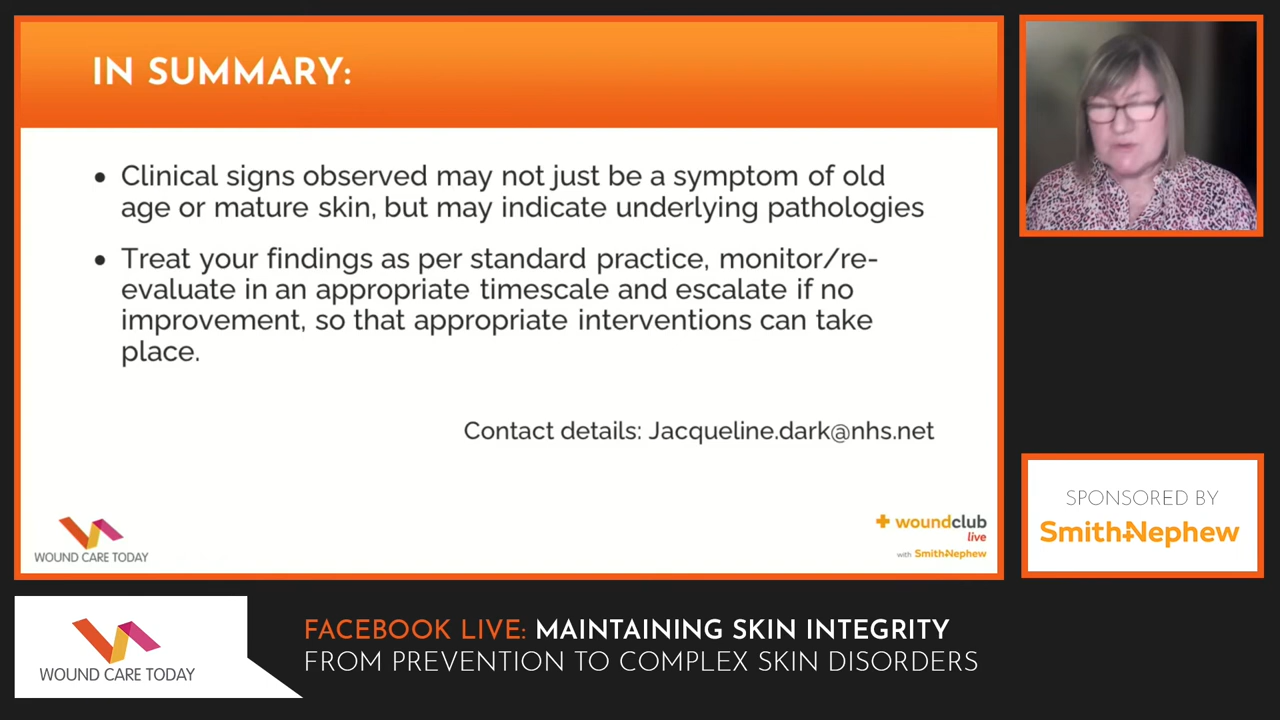 IN SUMMARY:
• Clinical signs observed may not just be a symptom of old
age or mature skin, but may indicate underlying pathologies
• Treat your findings as per standard practice, monitor/re-
evaluate in an appropriate timescale and escalate if no
improvement, so that appropriate interventions can take
place.
Contact details: Jacqueline.dark@nhs.net
WOUND CARE TODAY
+ woundclub
live
with Smith+Nephew
SPONSORED BY
Smith+Nephew
WOUND CARE TODAY
FACEBOOK LIVE: MAINTAINING SKIN INTEGRITY
FROM PREVENTION TO COMPLEX SKIN DISORDERS